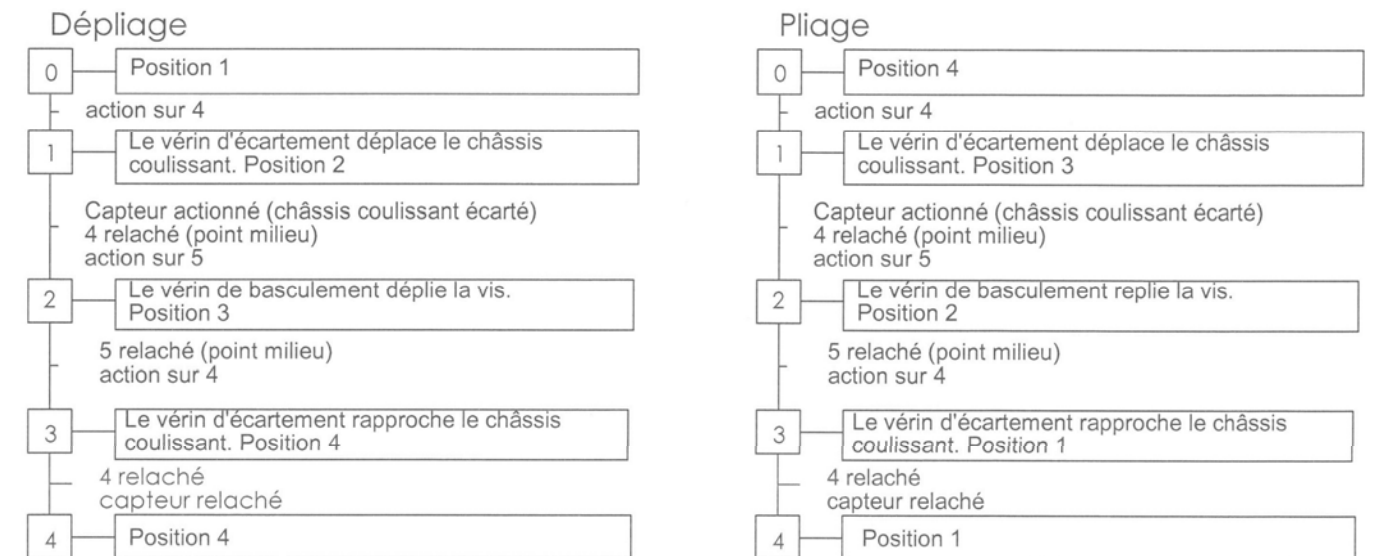 Dépliage
0
Position 1
action sur 4
1
Le vérin d'écartement déplace le châssis
coulissant. Position 2
Capteur actionné (châssis coulissant écarté)
4 relaché (point milieu)
action sur 5
2
Le vérin de basculement déplie la vis.
Position 3
5 relaché (point milieu)
action sur 4
3
Le vérin d'écartement rapproche le châssis
coulissant. Position 4
4 relaché
capteur relaché
4
Position 4
Pliage
0
Position 4
action sur 4
1
Le vérin d'écartement déplace le châssis
coulissant. Position 3
Capteur actionné (châssis coulissant écarté)
4 relaché (point milieu)
action sur 5
2
Le vérin de basculement replie la vis.
Position 2
5 relaché (point milieu)
action sur 4
3
Le vérin d'écartement rapproche le châssis
coulissant. Position 1
4 relaché
capteur relaché
4
Position 1